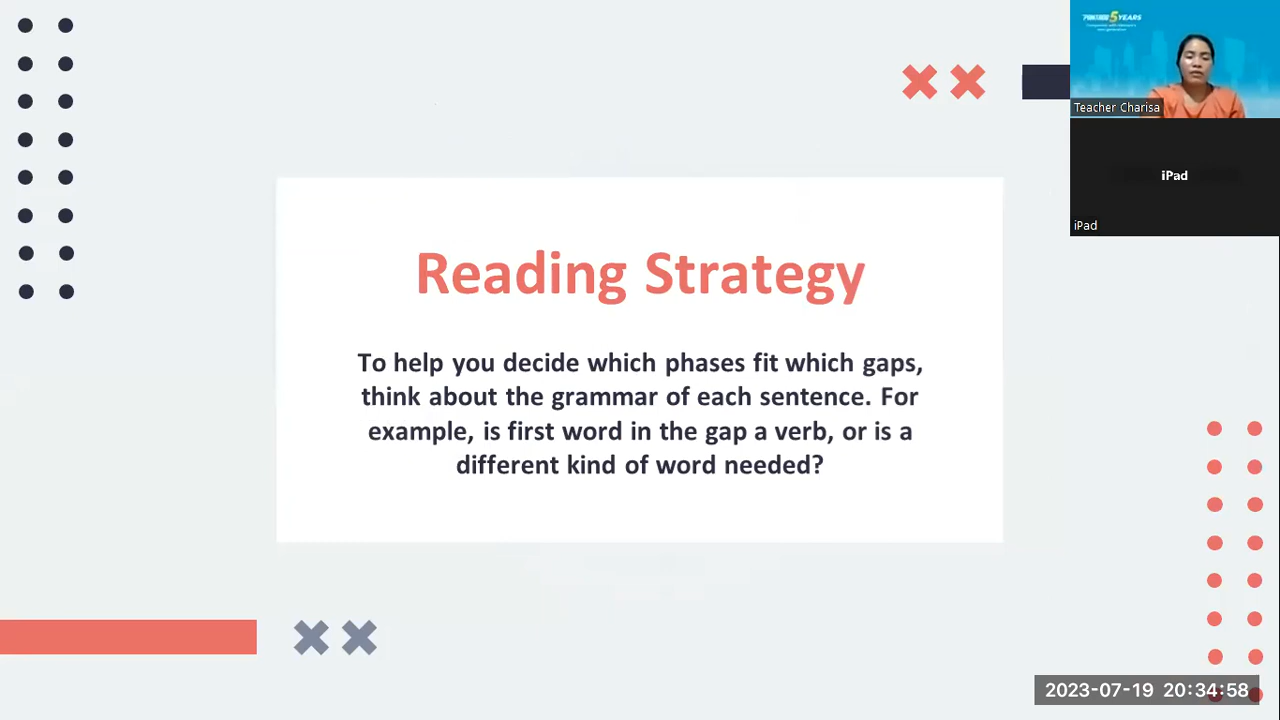 Reading Strategy
To help you decide which phases fit which gaps,
think about the grammar of each sentence. For
example, is first word in the gap a verb, or is a
different kind of word needed?
5 YEARS
Teacher Charisa
iPad
iPad
2023-07-19 20:34:58